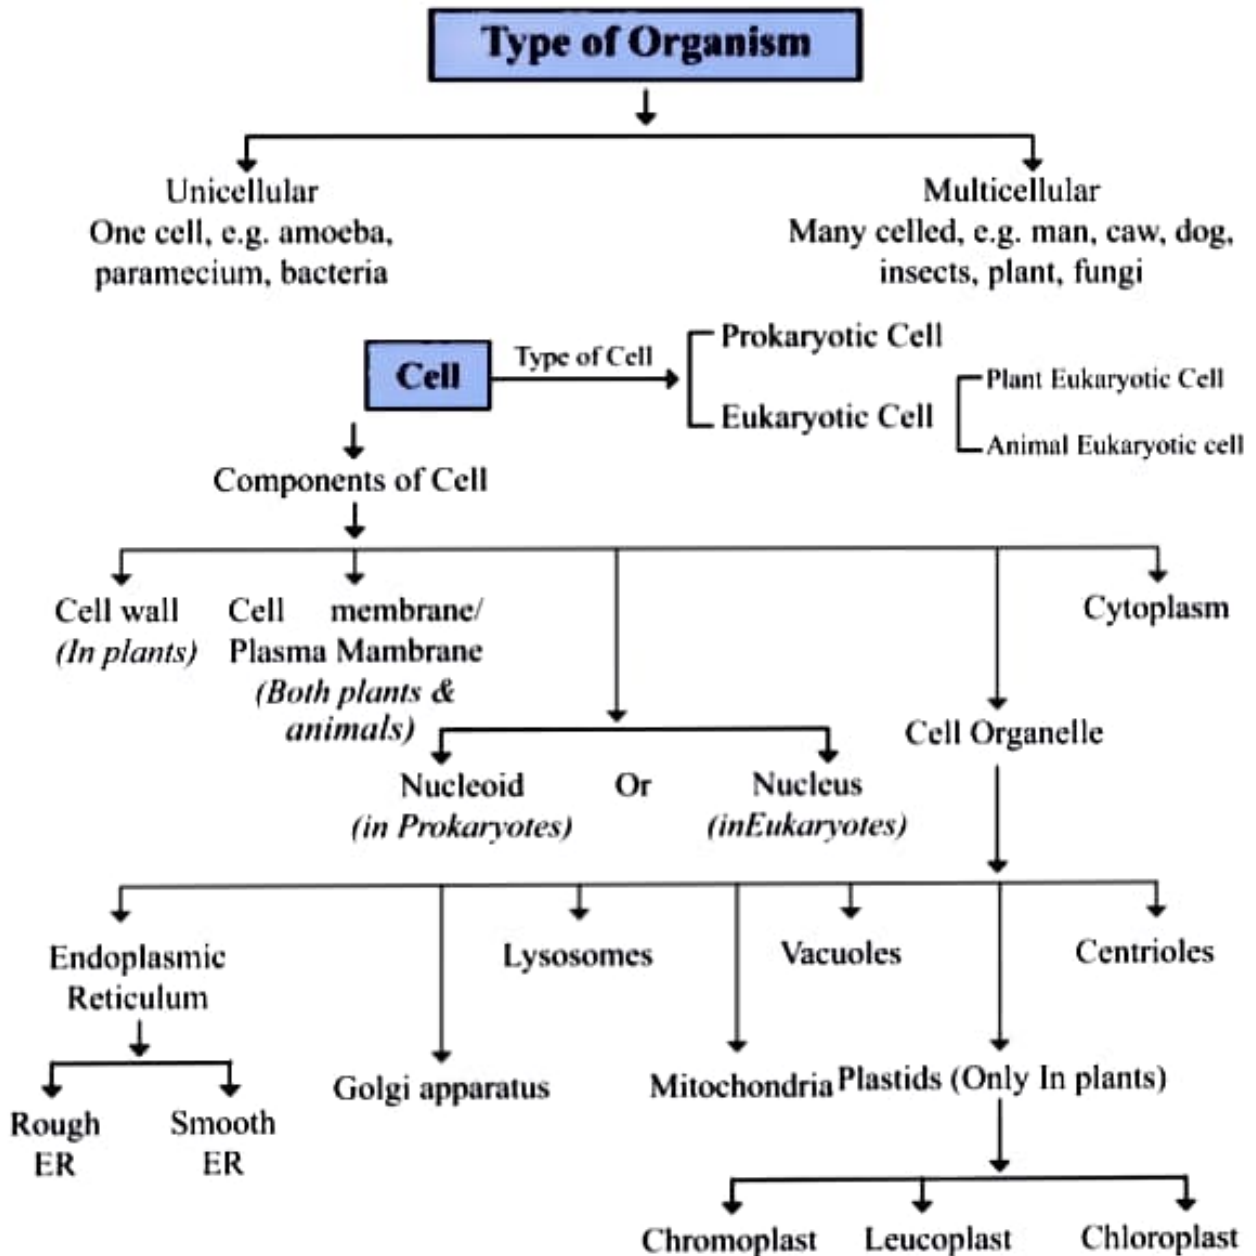 Type of Organism
Unicellular
One cell, e.g. amoeba,
paramecium, bacteria
Multicellular
Many celled, e.g. man, caw, dog,
insects, plant, fungi
Cell
Type of Cell
Prokaryotic Cell
Eukaryotic Cell
Plant Eukaryotic Cell
Animal Eukaryotic cell
Components of Cell
Cell wall
(In plants)
Cell membrane/
Plasma Mambrane
(Both plants &
animals)
Nucleoid
(in Prokaryotes)
Or
Nucleus
(inEukaryotes)
Cell Organelle
Cytoplasm
Endoplasmic
Reticulum
Rough
ER
Smooth
ER
Golgi apparatus
Lysosomes
Mitochondria
Vacuoles
Plastids (Only In plants)
Centrioles
Chromoplast
Leucoplast
Chloroplast